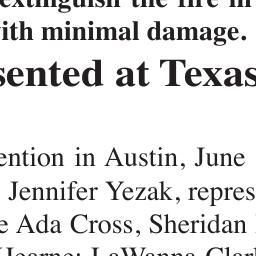 extinguish the fire in
with minimal damage.
sented at Texas
ention in Austin, June
Jennifer Yezak, repres
e Ada Cross, Sheridan
Hearne; LaWanna Clark